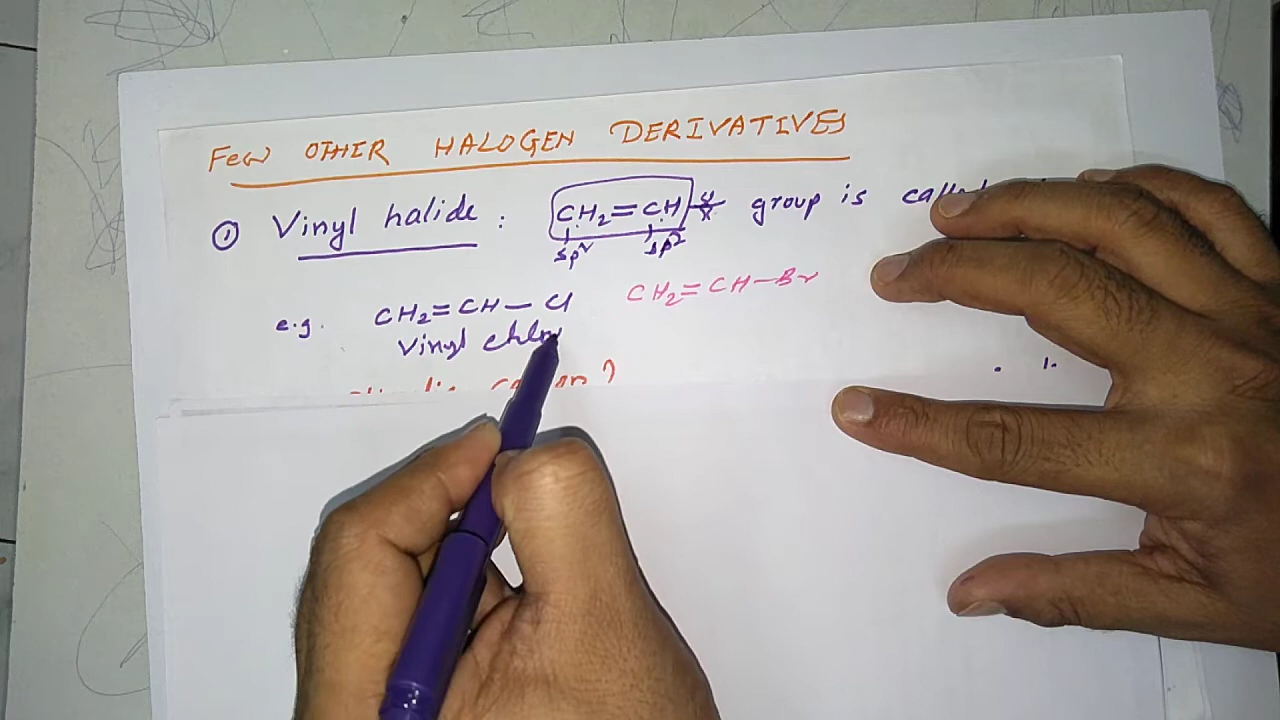 FEW OTHER HALOGEN DERIVATIVES
① Vinyl halide : CH₂=CH group is
sp² sp²
e.g. CH₂=CH–Cl CH₂=CH–Br
Vinyl chlo